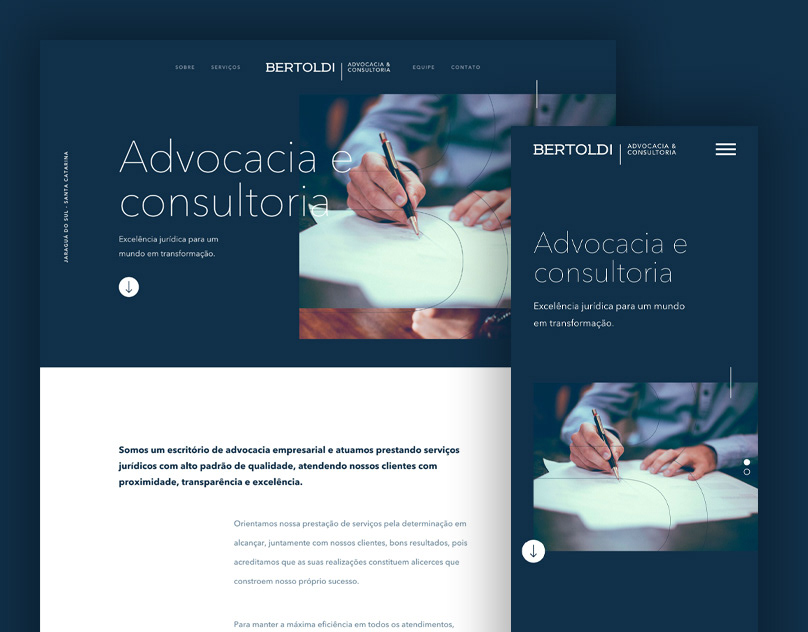 SOBRE SERVIÇOS BERTOLDI ADVOCACIA & CONSULTORIA EQUIPE CONTATO
JARAGUÁ DO SUL - SANTA CATARINA
Advocacia e
consultoria
Excelência jurídica para um
mundo em transformação.
Somos um escritório de advocacia empresarial e atuamos prestando serviços
jurídicos com alto padrão de qualidade, atendendo nossos clientes com
proximidade, transparência e excelência.
Orientamos nossa prestação de serviços pela determinação em
alcançar, juntamente com nossos clientes, bons resultados, pois
acreditamos que as suas realizações constituem alicerces que
constroem nosso próprio sucesso.
Para manter a máxima eficiência em todos os atendimentos,
BERTOLDI ADVOCACIA & CONSULTORIA
Advocacia e
consultoria
Excelência jurídica para um mundo
em transformação.